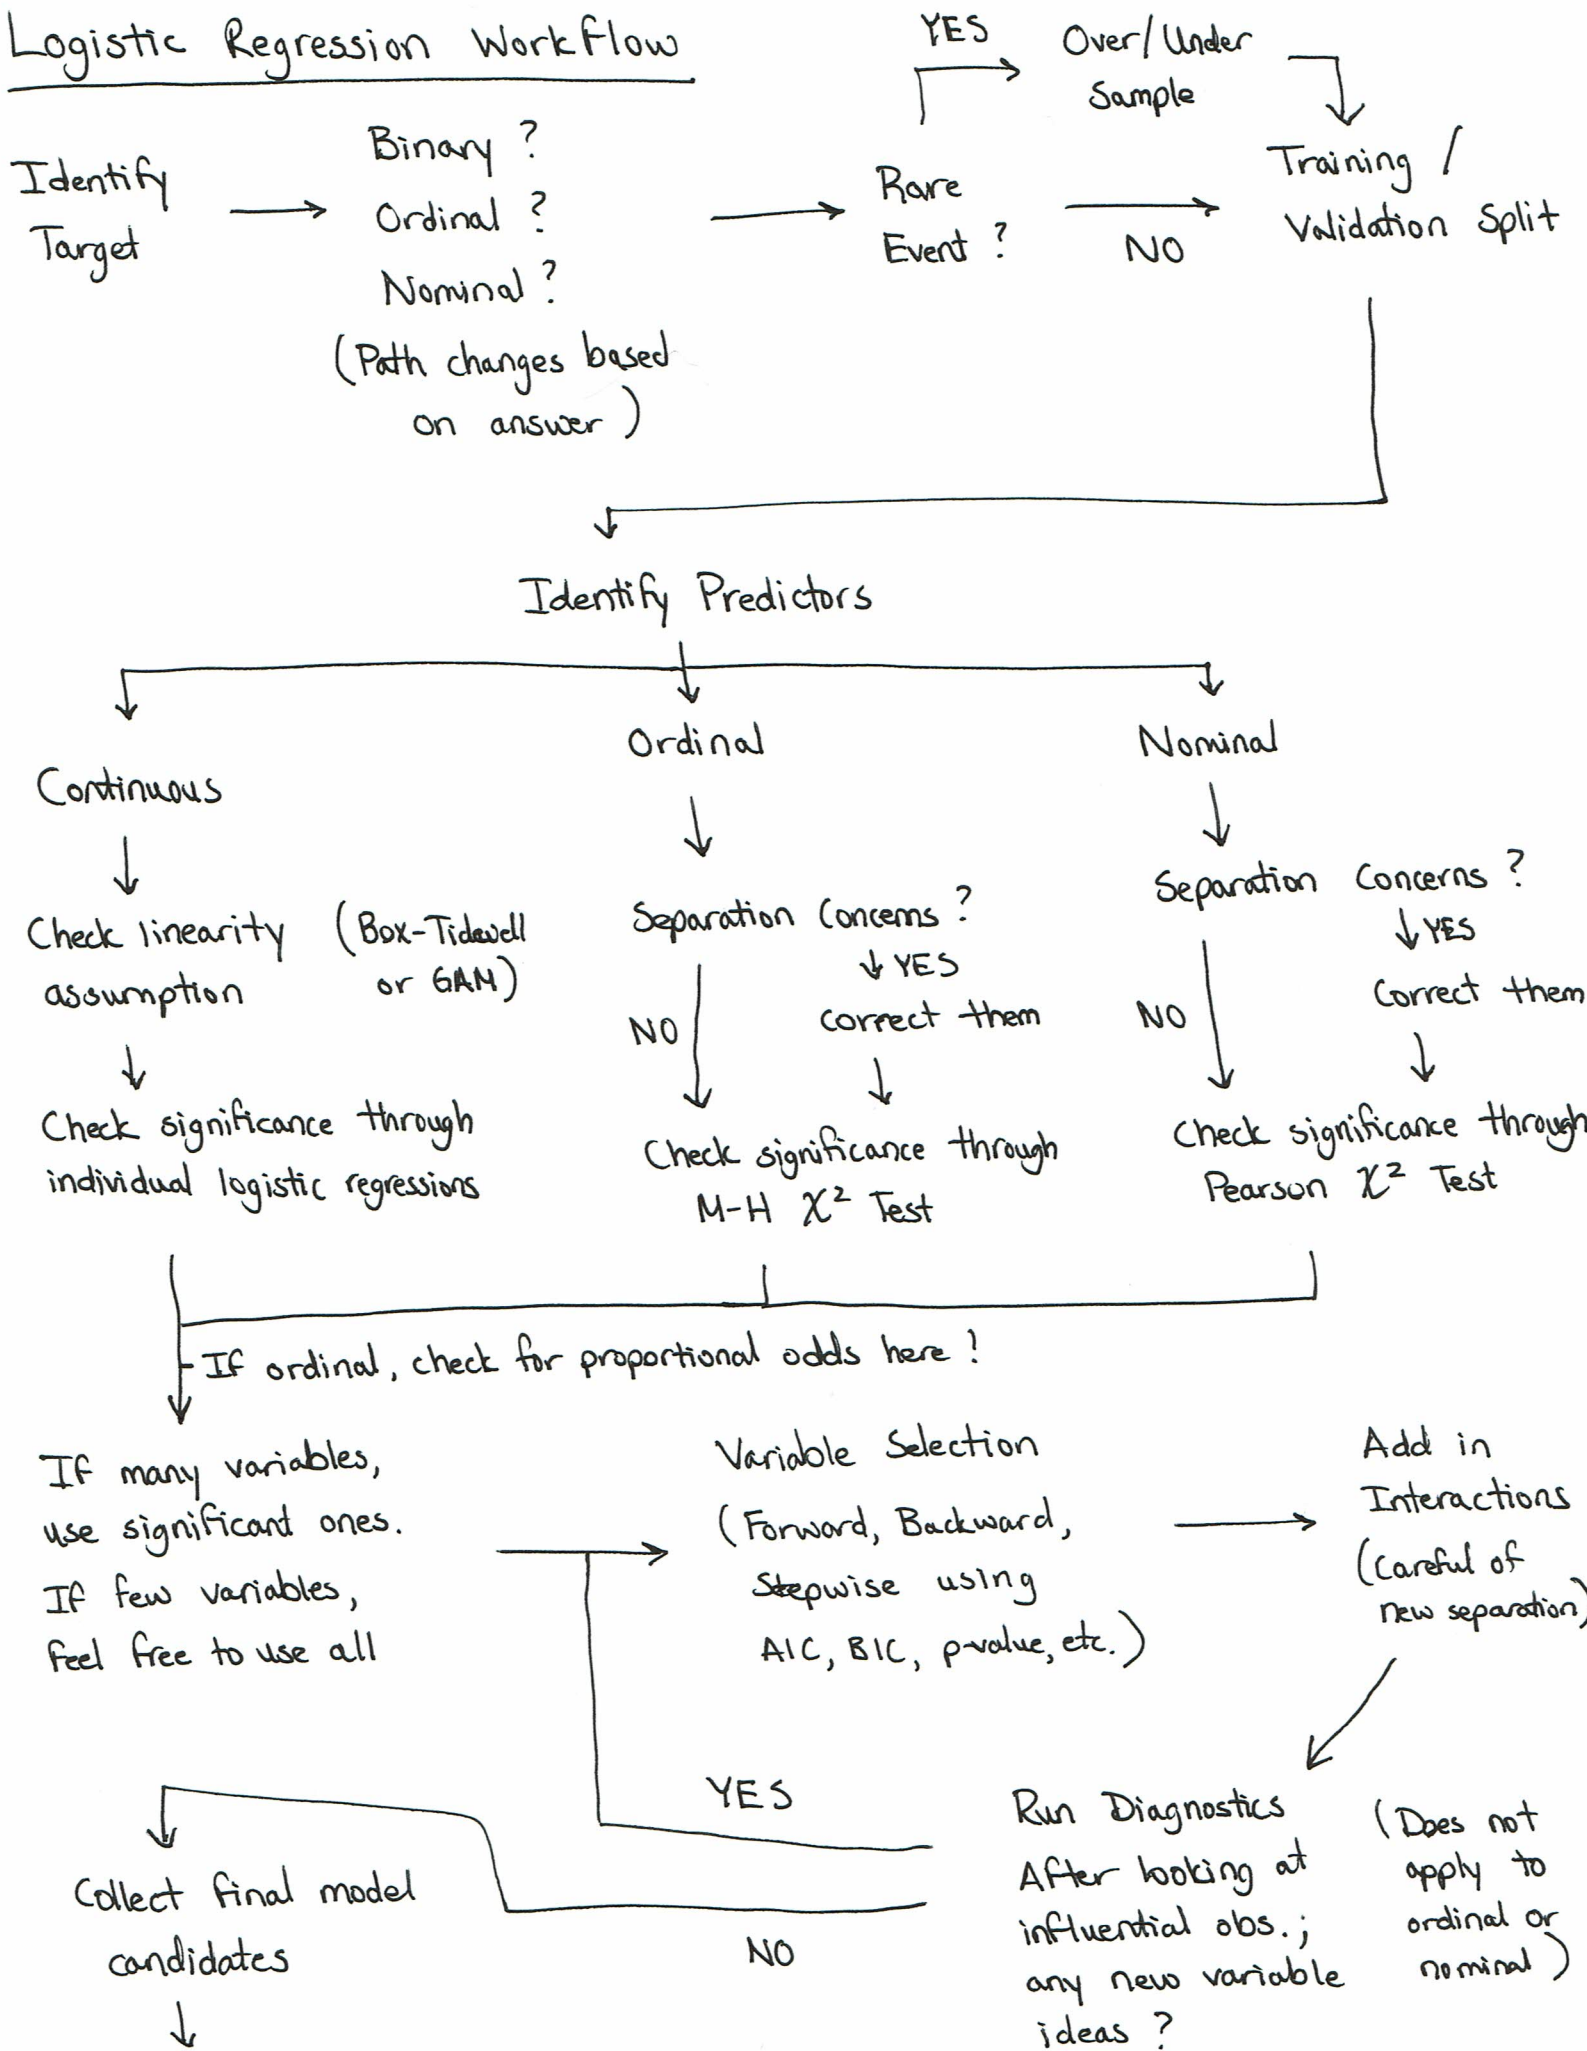 Logistic Regression Workflow
YES
Over/Under
Sample
Identify
Target
Binary ?
Ordinal ?
Nominal ?
(Path changes based
on answer)
Rare
Event ?
NO
Training /
Validation Split
Identify Predictors
Continuous
Ordinal
Nominal
Check linearity
assumption
(Box-Tidwell
or GAM)
Check significance through
individual logistic regressions
Separation Concerns ?
YES
NO
correct them
Check significance through
M-H χ² Test
Separation Concerns ?
YES
NO
Correct them
Check significance through
Pearson χ² Test
If ordinal, check for proportional odds here!
If many variables,
use significant ones.
If few variables,
feel free to use all
Variable Selection
(Forward, Backward,
Stepwise using
AIC, BIC, p-value, etc.)
Add in
Interactions
(Careful of
new separation)
Run Diagnostics
After looking at
influential obs.;
any new variable
ideas ?
(Does not
apply to
ordinal or
nominal)
YES
NO
Collect final model
candidates